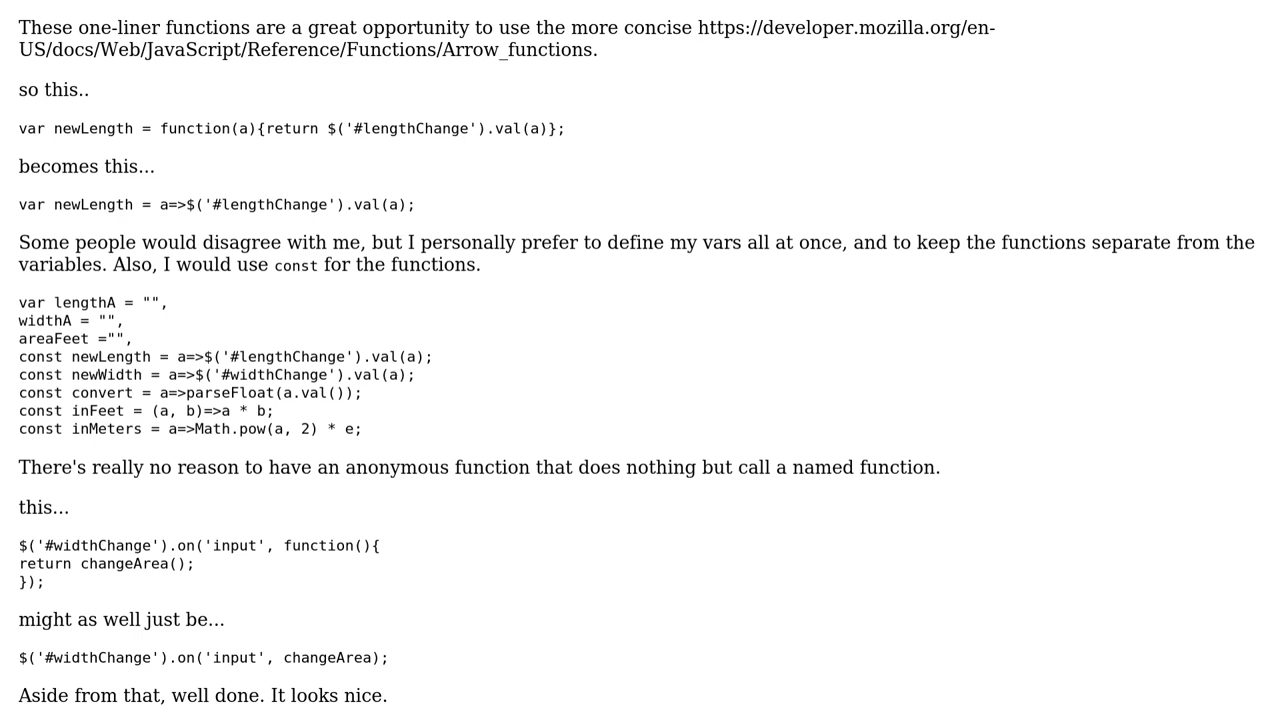 These one-liner functions are a great opportunity to use the more concise https://developer.mozilla.org/en-
US/docs/Web/JavaScript/Reference/Functions/Arrow_functions.
so this..
var newLength = function(a){return $('#lengthChange').val(a)};
becomes this...
var newLength = a=>$('#lengthChange').val(a);
Some people would disagree with me, but I personally prefer to define my vars all at once, and to keep the functions separate from the
variables. Also, I would use const for the functions.
var lengthA = "",
widthA = "",
areaFeet ="",
const newLength = a=>$('#lengthChange').val(a);
const newWidth = a=>$('#widthChange').val(a);
const convert = a=>parseFloat(a.val());
const inFeet = (a, b)=>a * b;
const inMeters = a=>Math.pow(a, 2) * e;
There's really no reason to have an anonymous function that does nothing but call a named function.
this...
$('#widthChange').on('input', function(){
return changeArea();
});
might as well just be...
$('#widthChange').on('input', changeArea);
Aside from that, well done. It looks nice.